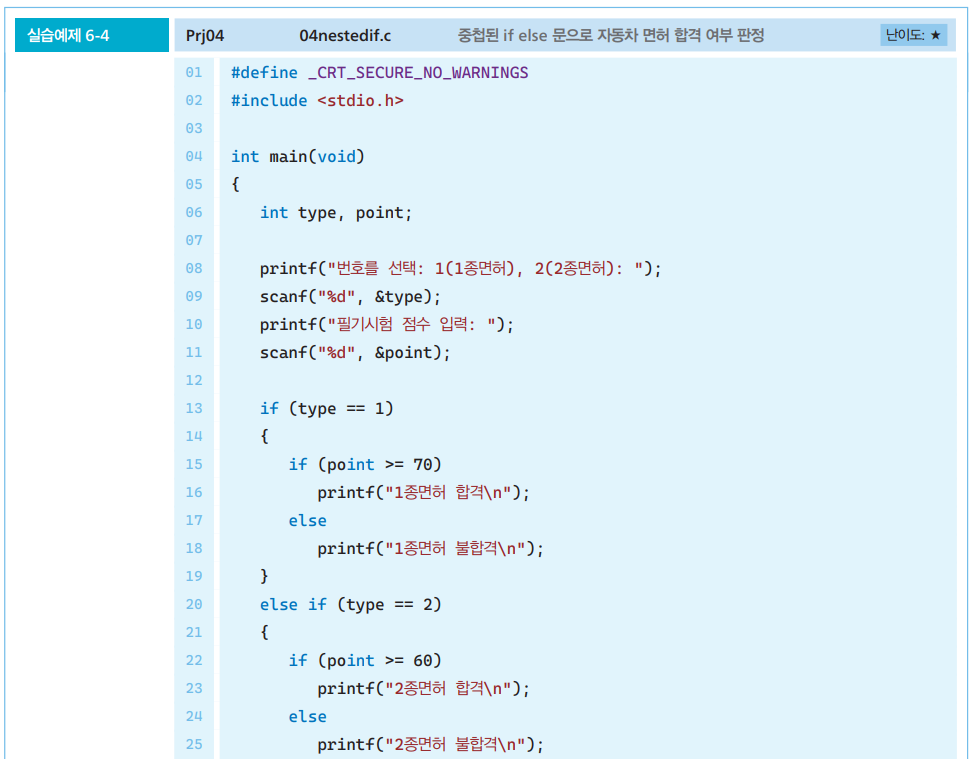 실습예제 6-4 Prj04 04nestedif.c 중첩된 if else 문으로 자동차 면허 합격 여부 판정 난이도: ★
01 #define _CRT_SECURE_NO_WARNINGS
02 #include <stdio.h>
03
04 int main(void)
05 {
06 int type, point;
07
08 printf("번호를 선택: 1(1종면허), 2(2종면허): ");
09 scanf("%d", &type);
10 printf("필기시험 점수 입력: ");
11 scanf("%d", &point);
12
13 if (type == 1)
14 {
15 if (point >= 70)
16 printf("1종면허 합격\n");
17 else
18 printf("1종면허 불합격\n");
19 }
20 else if (type == 2)
21 {
22 if (point >= 60)
23 printf("2종면허 합격\n");
24 else
25 printf("2종면허 불합격\n");